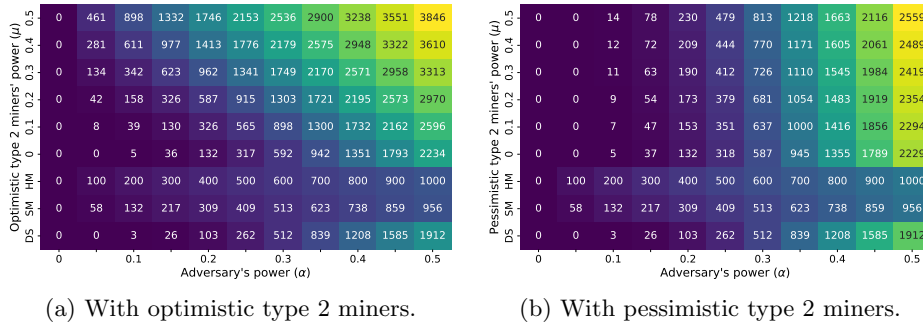 Optimistic type 2 miners' power (μ)
0.5 0 461 898 1332 1746 2153 2536 2900 3238 3551 3846
0.4 0 281 611 977 1413 1776 2179 2575 2948 3322 3610
0.3 0 134 342 623 962 1341 1749 2170 2571 2958 3313
0.2 0 42 158 326 587 915 1303 1721 2195 2573 2970
0.1 0 8 39 130 326 565 898 1300 1732 2162 2596
0 0 0 5 36 132 317 592 942 1351 1793 2234
HM 0 100 200 300 400 500 600 700 800 900 1000
SM 0 58 132 217 309 409 513 623 738 859 956
DS 0 0 3 26 103 262 512 839 1208 1585 1912
0 0.1 0.2 0.3 0.4 0.5
Adversary's power (α)
(a) With optimistic type 2 miners.
Pessimistic type 2 miners' power (μ)
0.5 0 0 14 78 230 479 813 1218 1663 2116 2559
0.4 0 0 12 72 209 444 770 1171 1605 2061 2489
0.3 0 0 11 63 190 412 726 1110 1545 1984 2419
0.2 0 0 9 54 173 379 681 1054 1483 1919 2354
0.1 0 0 7 47 153 351 637 1000 1416 1856 2294
0 0 0 5 37 132 318 587 945 1355 1789 2229
HM 0 100 200 300 400 500 600 700 800 900 1000
SM 0 58 132 217 309 409 513 623 738 859 956
DS 0 0 3 26 103 262 512 839 1208 1585 1912
0 0.1 0.2 0.3 0.4 0.5
Adversary's power (α)
(b) With pessimistic type 2 miners.